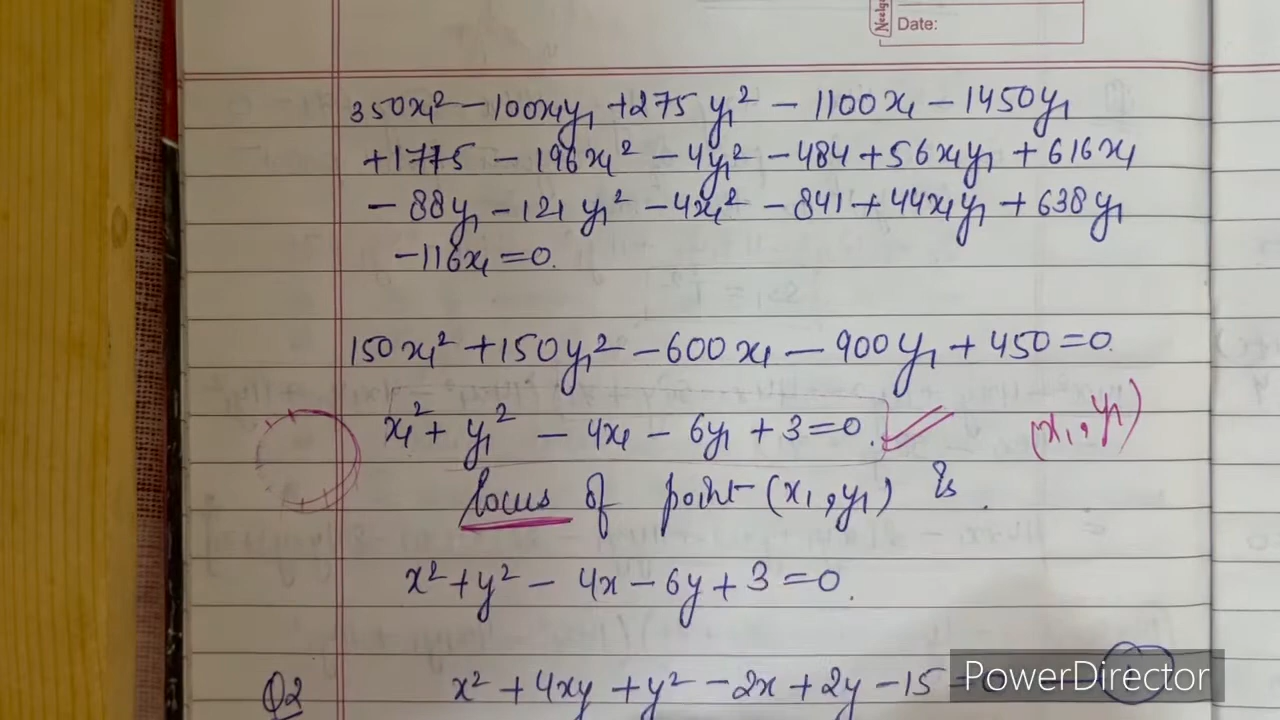 Neelg
Date:
350x₁² - 100x₁y₁ + 275y₁² - 1100x₁ - 1450y₁
+1775 - 196x₁² - 4y₁² - 484 + 56x₁y₁ + 616x₁
- 88y₁ - 121y₁² - 4x₁² - 841 + 44x₁y₁ + 638y₁
- 116x₁ = 0.
150x₁² + 150y₁² - 600x₁ - 900y₁ + 450 = 0.
x₁² + y₁² - 4x₁ - 6y₁ + 3 = 0. (x₁, y₁)
locus of point (x₁, y₁) is.
x² + y² - 4x - 6y + 3 = 0.
Q2 x² + 4xy + y² - 2x + 2y - 15
PowerDirector